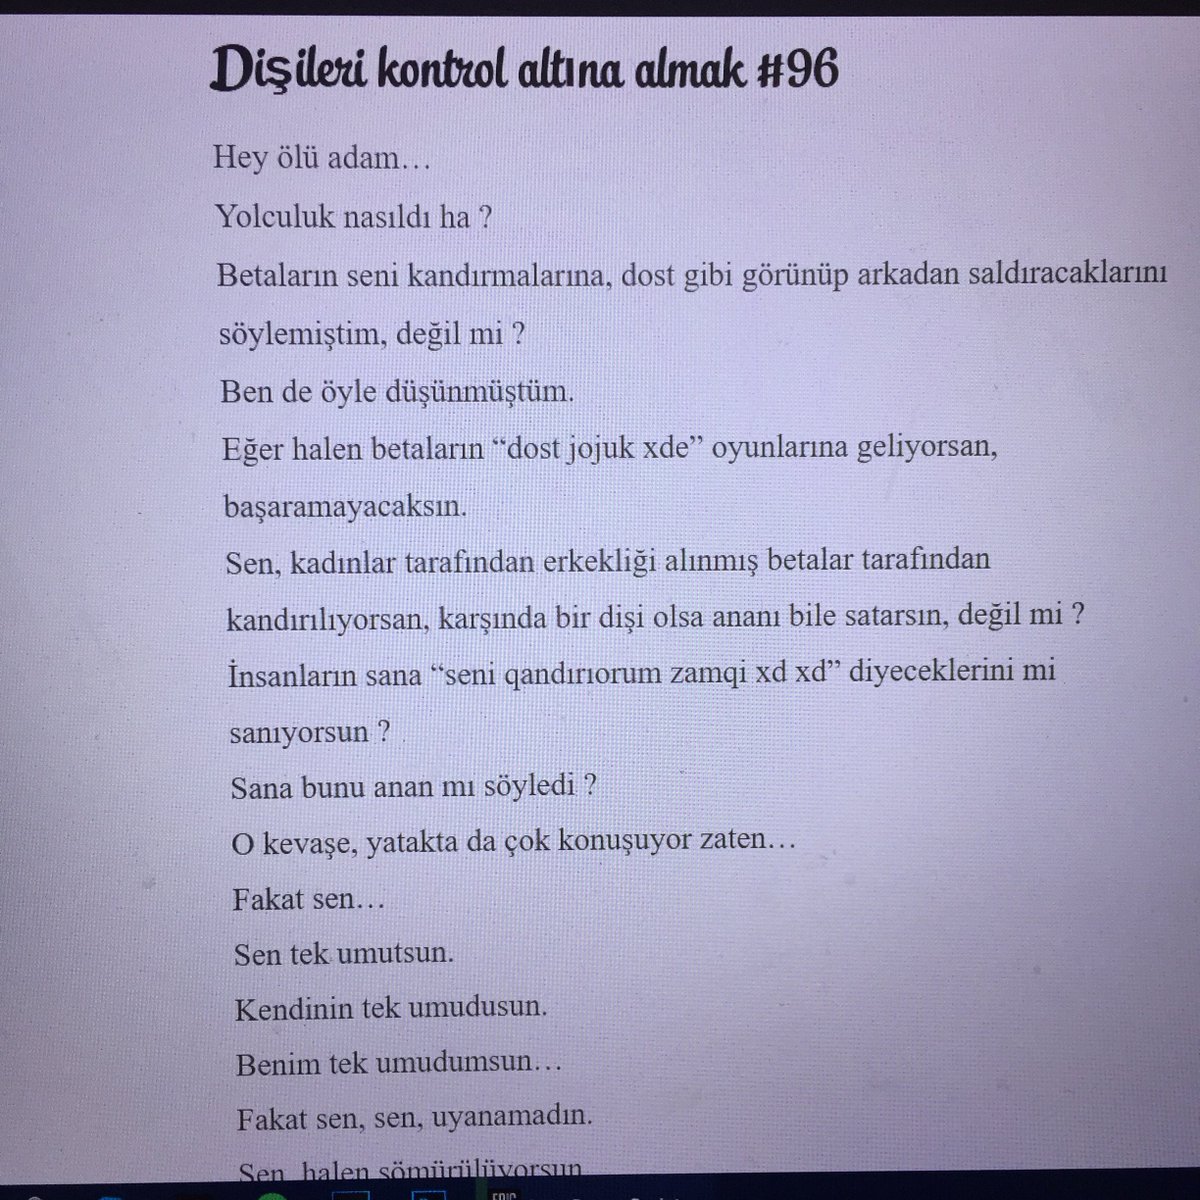 Dişileri kontrol altına almak #96
Hey ölü adam…
Yolculuk nasıldı ha ?
Betaların seni kandırmalarına, dost gibi görünüp arkadan saldıracaklarını
söylemiştim, değil mi ?
Ben de öyle düşünmüştüm.
Eğer halen betaların “dost jojuk xde” oyunlarına geliyorsan,
başaramayacaksın.
Sen, kadınlar tarafından erkekliği alınmış betalar tarafından
kandırılıyorsan, karşında bir dişi olsa ananı bile satarsın, değil mi ?
İnsanların sana “seni qandırıorum zamqi xd xd” diyeceklerini mi
sanıyorsun ?
Sana bunu anan mı söyledi ?
O kevaşe, yatakta da çok konuşuyor zaten…
Fakat sen…
Sen tek umutsun.
Kendinin tek umudusun.
Benim tek umudumsun…
Fakat sen, sen, uyanamadın.
Sen, halen sömürülüyorsun
EPIC